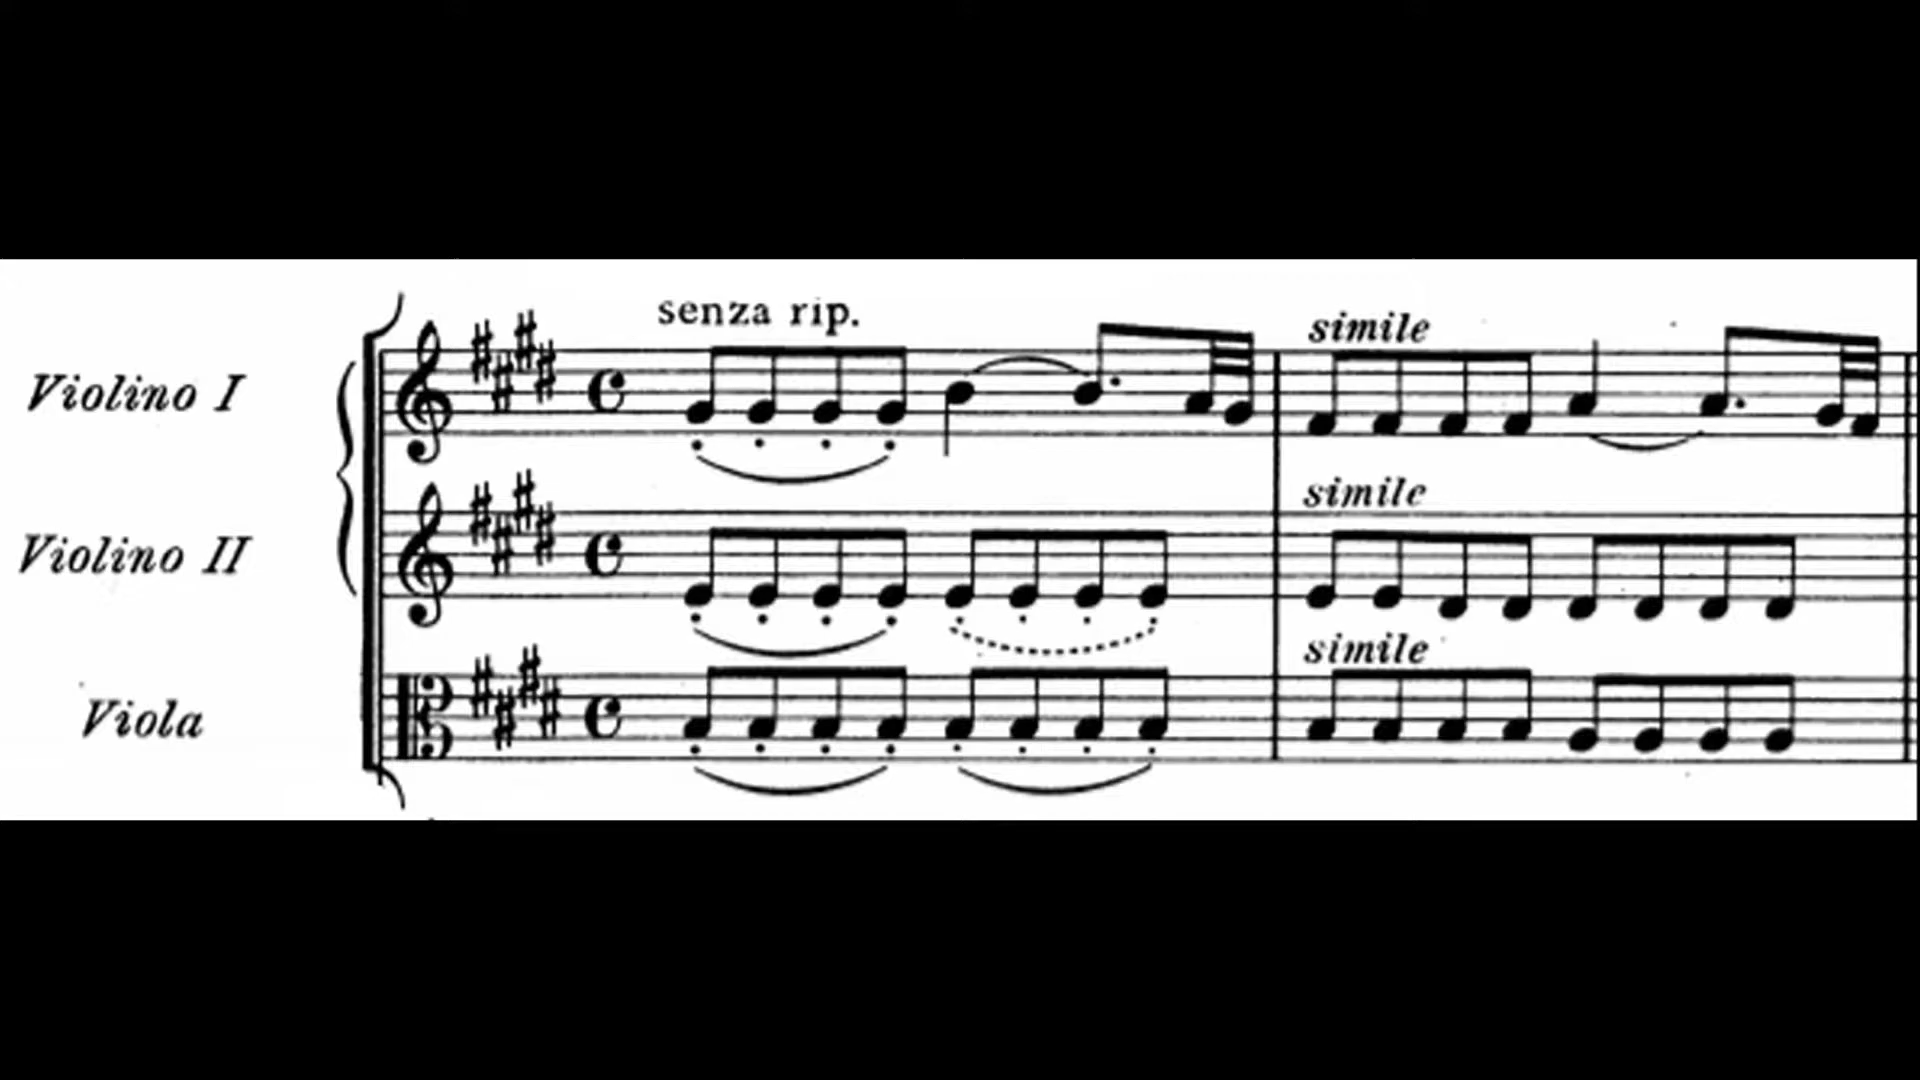 senza rip.
simile
Violino I
simile
Violino II
simile
Viola